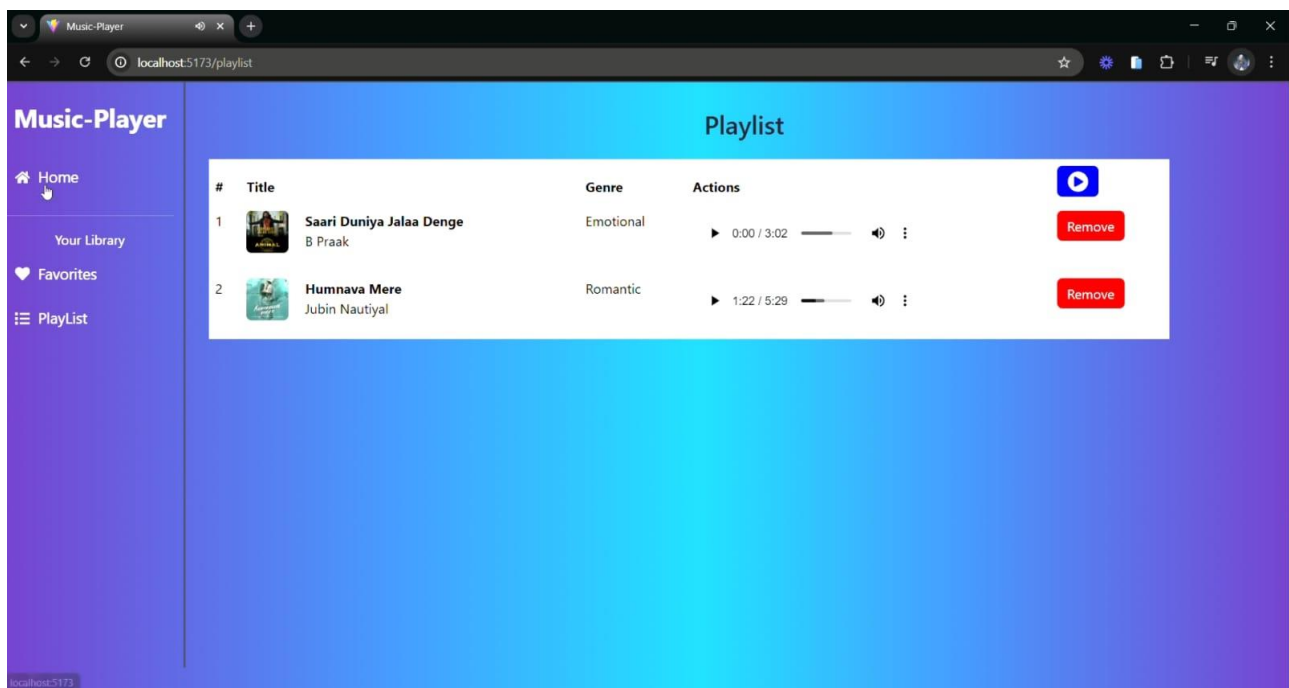 Music-Player
localhost:5173/playlist
Music-Player
Home
Your Library
Favorites
PlayList
Playlist
# Title Genre Actions
1 Saari Duniya Jalaa Denge Emotional 0:00 / 3:02 Remove
B Praak
ANIMAL
2 Humnava Mere Romantic 1:22 / 5:29 Remove
Jubin Nautiyal
localhost:5173